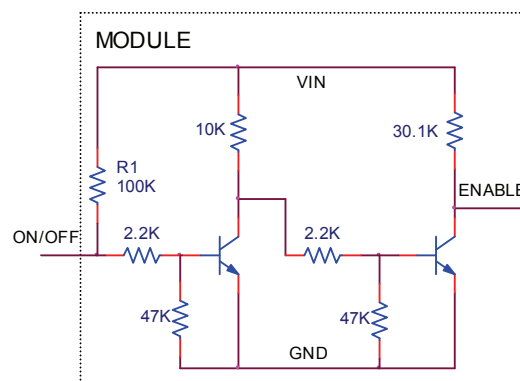 MODULE
VIN
10K
30.1K
R1
100K
ENABLE
ON/OFF
2.2K
2.2K
47K
47K
GND